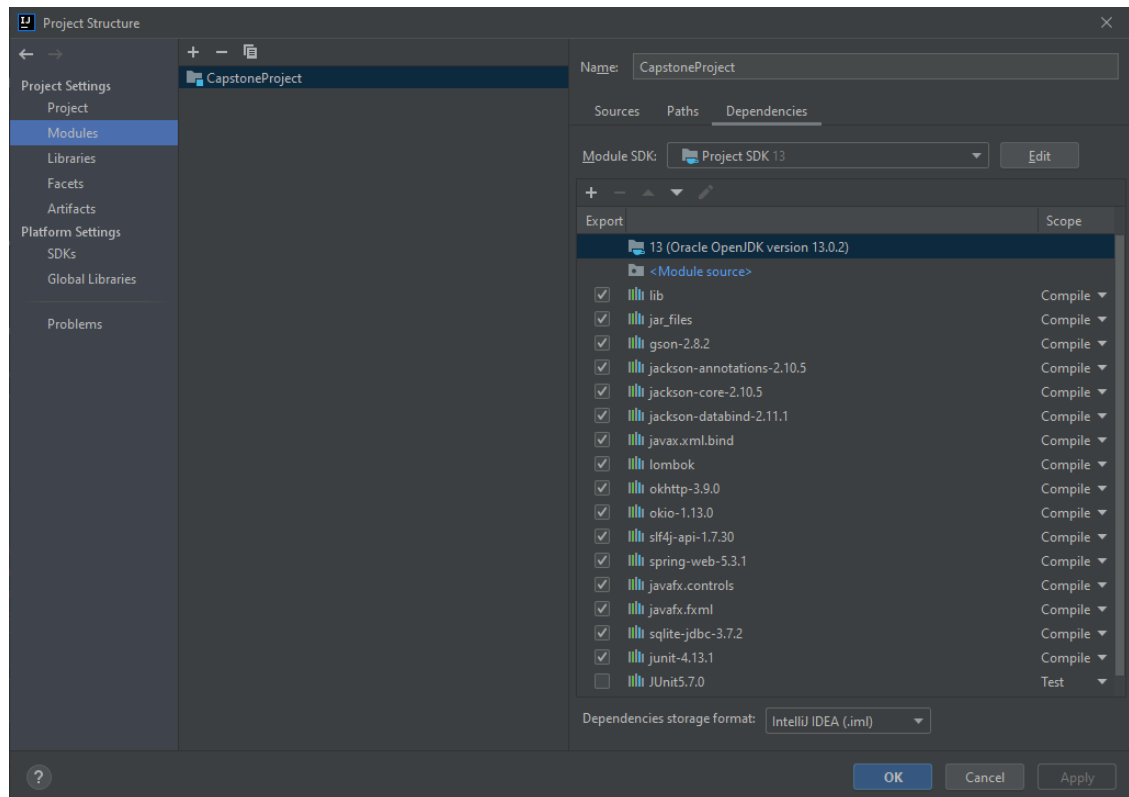 Project Structure
Project Settings
Project
Modules
Libraries
Facets
Artifacts
Platform Settings
SDKs
Global Libraries
Problems
CapstoneProject
Name: CapstoneProject
Sources Paths Dependencies
Module SDK: Project SDK 13 Edit
Export Scope
13 (Oracle OpenJDK version 13.0.2)
<Module source>
lib Compile
jar_files Compile
gson-2.8.2 Compile
jackson-annotations-2.10.5 Compile
jackson-core-2.10.5 Compile
jackson-databind-2.11.1 Compile
javax.xml.bind Compile
lombok Compile
okhttp-3.9.0 Compile
okio-1.13.0 Compile
slf4j-api-1.7.30 Compile
spring-web-5.3.1 Compile
javafx.controls Compile
javafx.fxml Compile
sqlite-jdbc-3.7.2 Compile
junit-4.13.1 Compile
JUnit5.7.0 Test
Dependencies storage format: IntelliJ IDEA (.iml)
? OK Cancel Apply